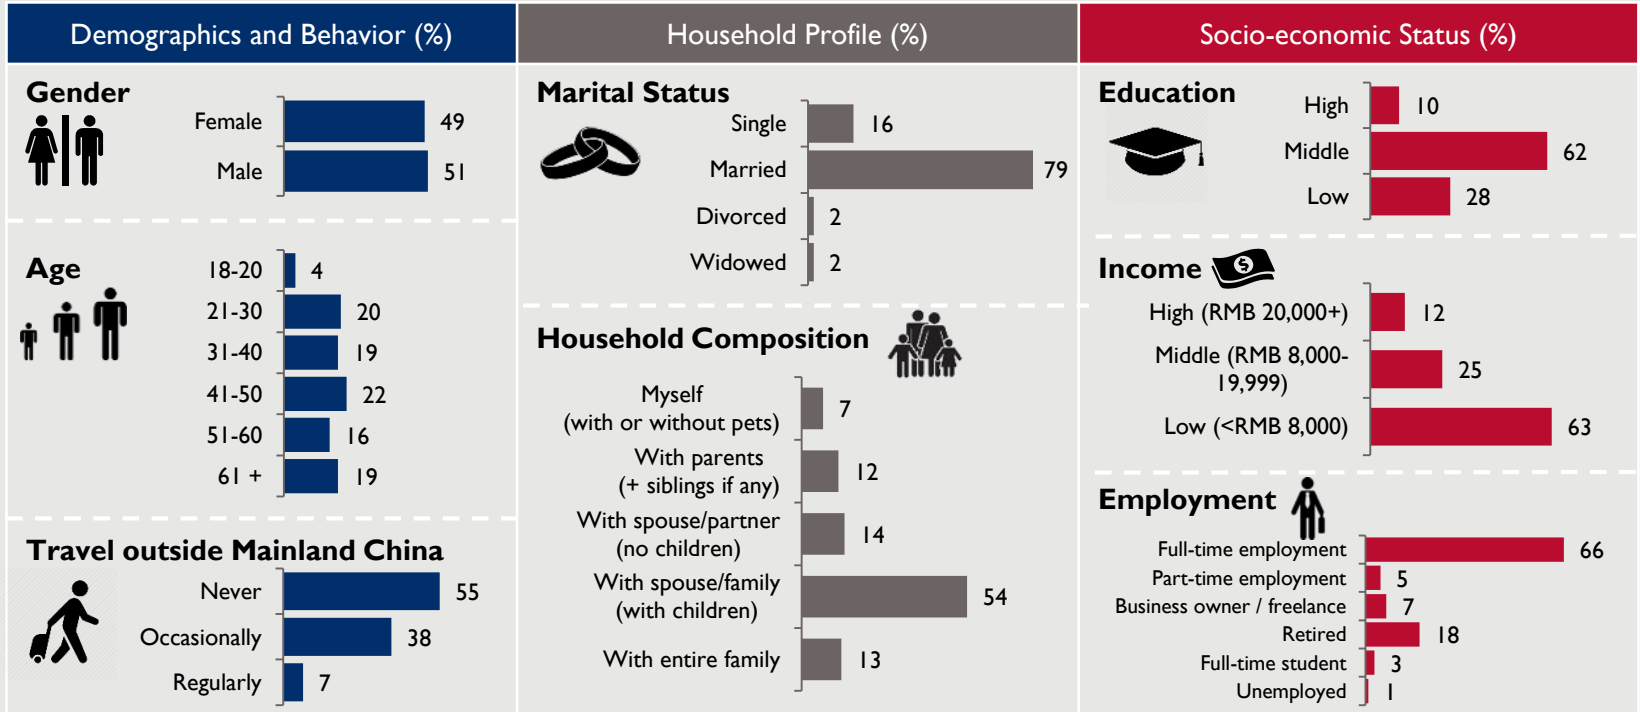 Demographics and Behavior (%)
Gender
Female 49
Male 51
Age
18-20 4
21-30 20
31-40 19
41-50 22
51-60 16
61 + 19
Travel outside Mainland China
Never 55
Occasionally 38
Regularly 7
Household Profile (%)
Marital Status
Single 16
Married 79
Divorced 2
Widowed 2
Household Composition
Myself
(with or without pets) 7
With parents
(+ siblings if any) 12
With spouse/partner
(no children) 14
With spouse/family
(with children) 54
With entire family 13
Socio-economic Status (%)
Education
High 10
Middle 62
Low 28
Income
$
High (RMB 20,000+) 12
Middle (RMB 8,000-
19,999) 25
Low (<RMB 8,000) 63
Employment
Full-time employment 66
Part-time employment 5
Business owner / freelance 7
Retired 18
Full-time student 3
Unemployed 1